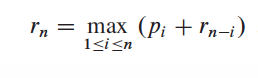 rₙ = max (pᵢ + rₙ₋ᵢ)
1≤i≤n